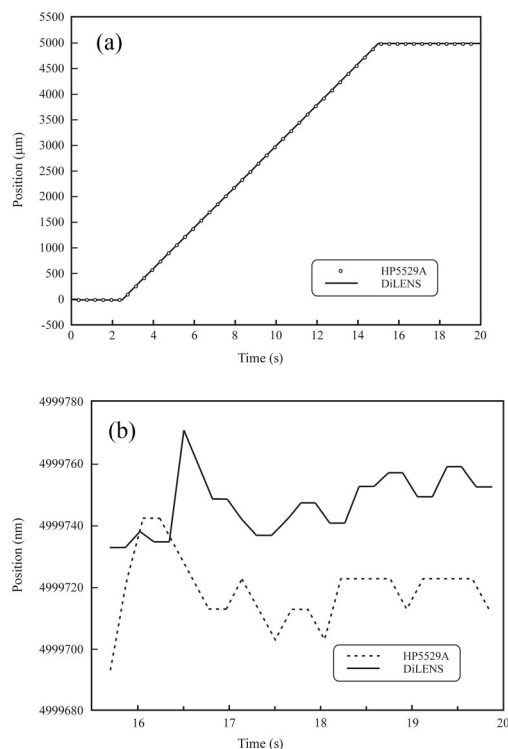 (a)
5500
5000
4500
4000
3500
3000
2500
2000
1500
1000
500
0
-500
Position (μm)
HP5529A
DiLENS
0 2 4 6 8 10 12 14 16 18 20
Time (s)
(b)
4999780
4999760
4999740
4999720
4999700
4999680
Position (nm)
HP5529A
DiLENS
16 17 18 19 20
Time (s)